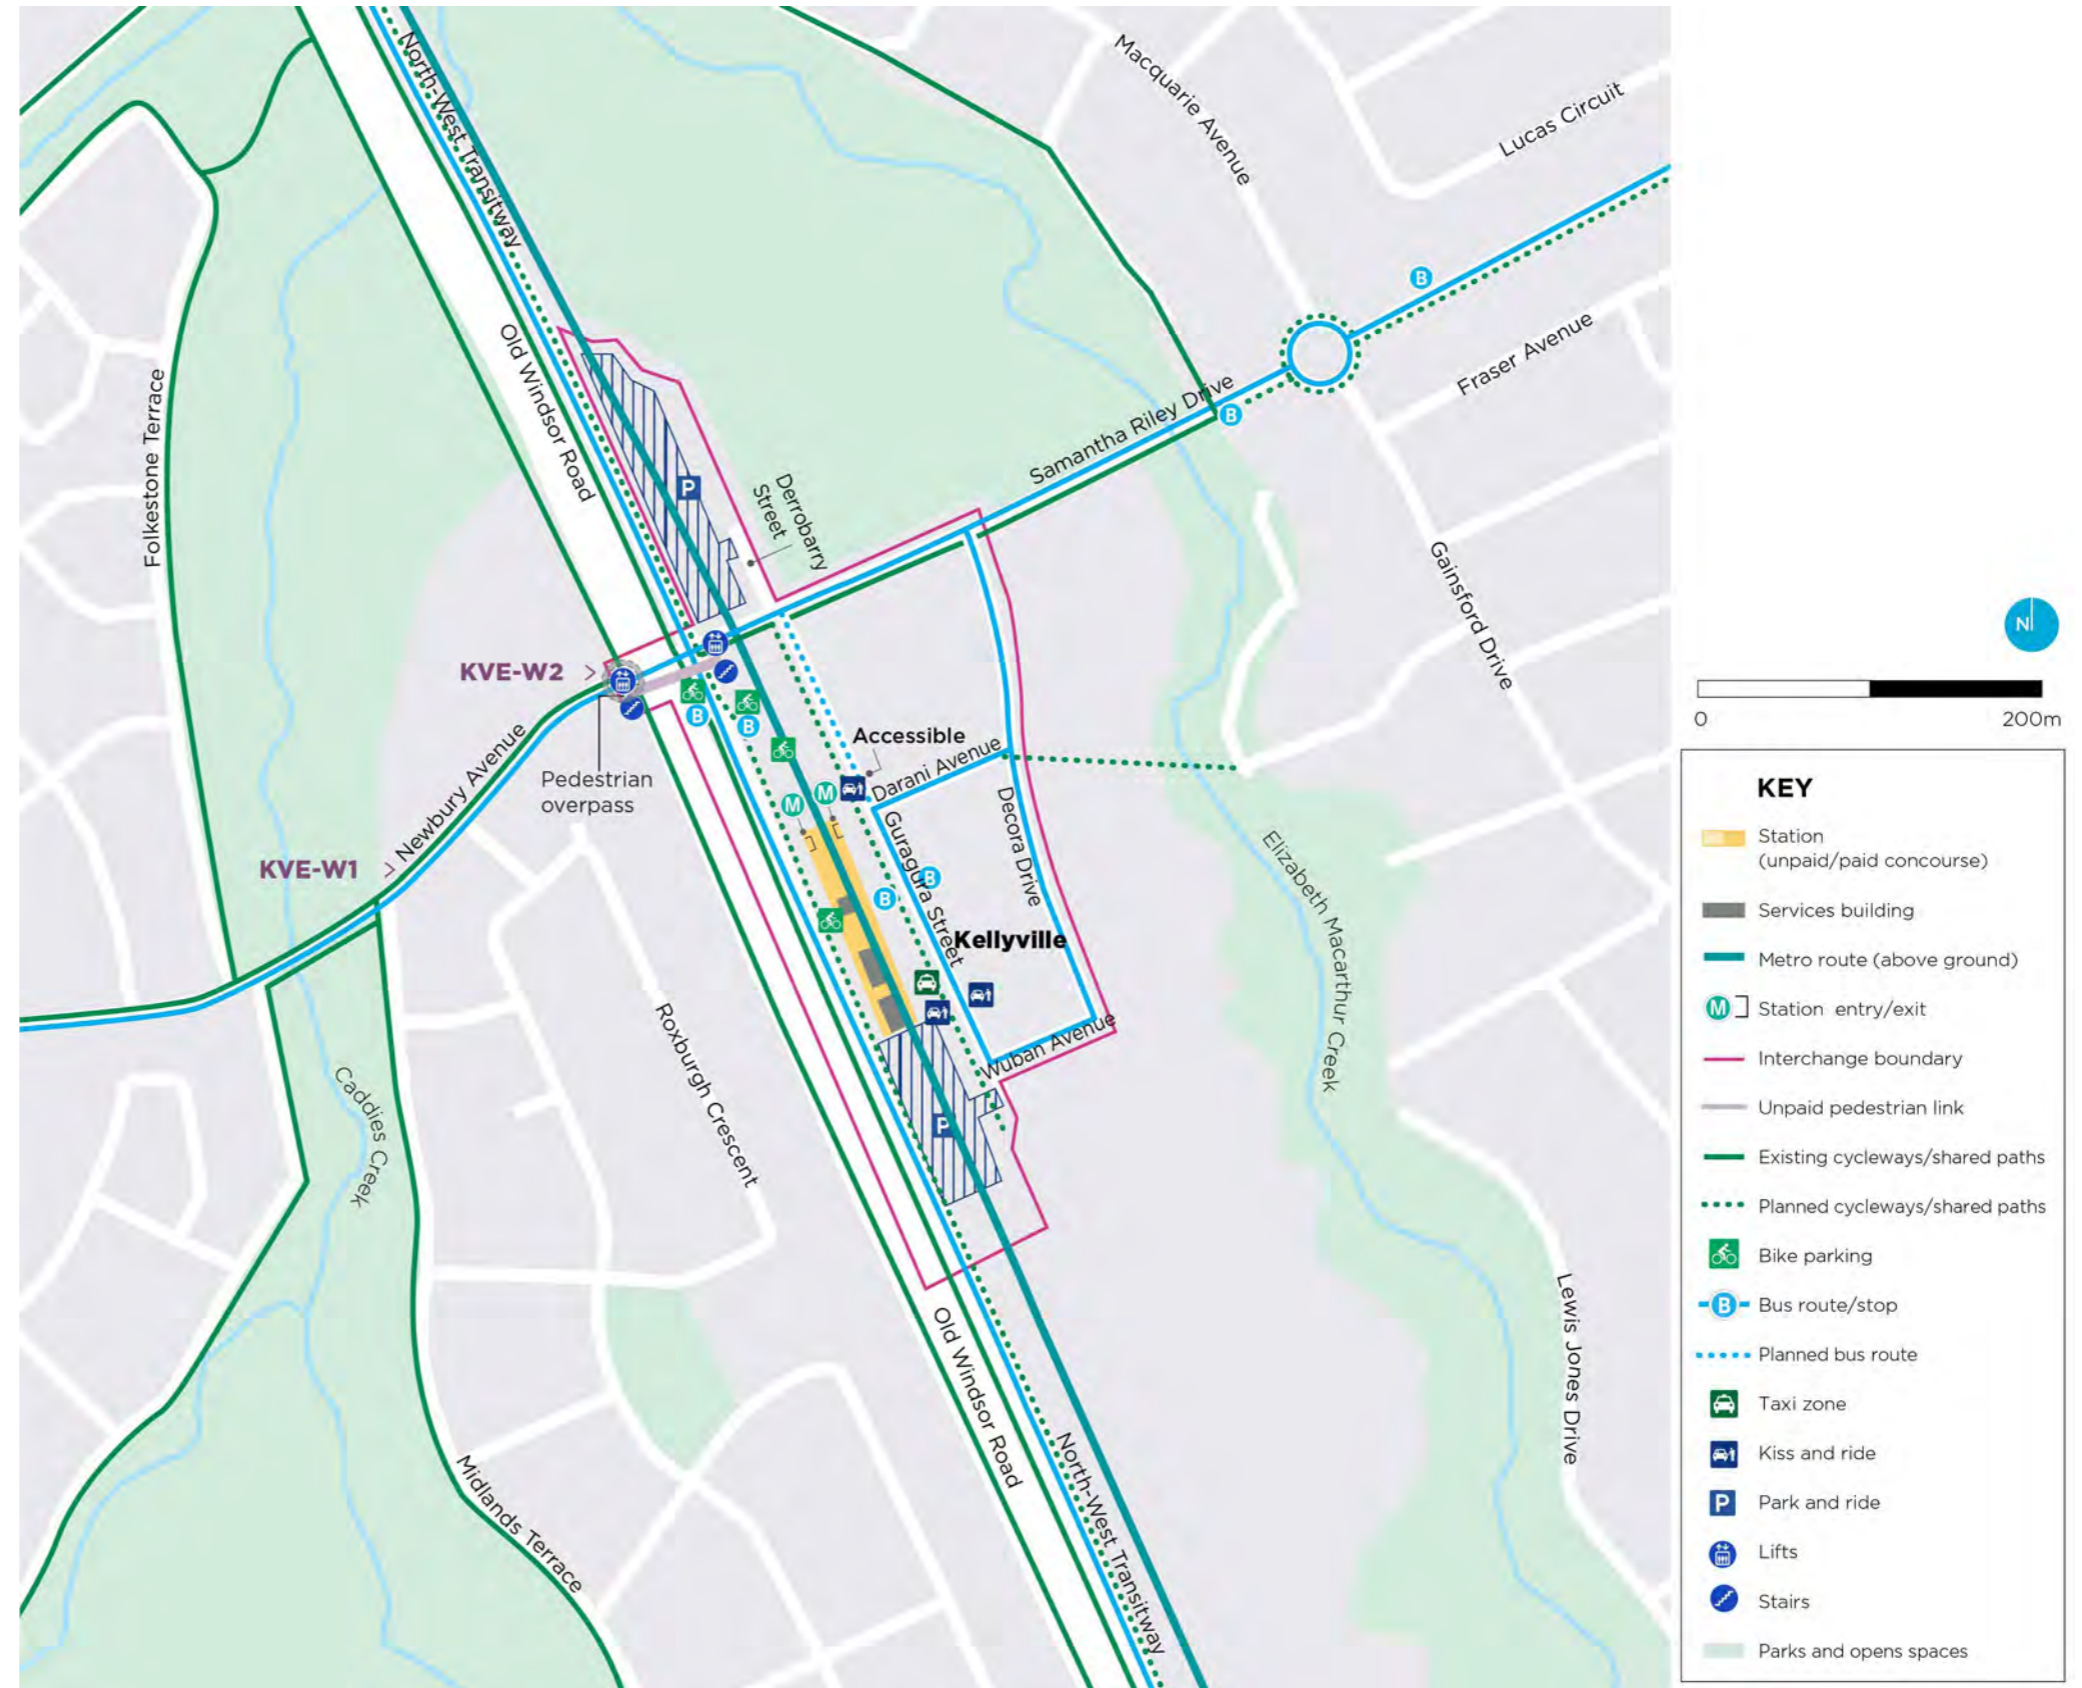 North-West Transitway
Macquarie Avenue
Lucas Circuit
Old Windsor Road
Fraser Avenue
Folkestone Terrace
Samantha Riley Drive
B
B
P
Derrobarry
Street
Gainsford Drive
N
0
200m
KVE-W2 >
B
B
Accessible
Darani Avenue
Pedestrian
overpass
Newbury Avenue
M
M
Decora Drive
Guragura Street
KVE-W1 >
B
B
Elizabeth Macarthur Creek
Kellyville
Roxburgh Crescent
Wuban Avenue
Caddies Creek
P
Old Windsor Road
Lewis Jones Drive
North-West Transitway
Midlands Terrace
KEY
Station
(unpaid/paid concourse)
Services building
Metro route (above ground)
M Station entry/exit
Interchange boundary
Unpaid pedestrian link
Existing cycleways/shared paths
Planned cycleways/shared paths
Bike parking
B Bus route/stop
Planned bus route
Taxi zone
Kiss and ride
P Park and ride
Lifts
Stairs
Parks and opens spaces